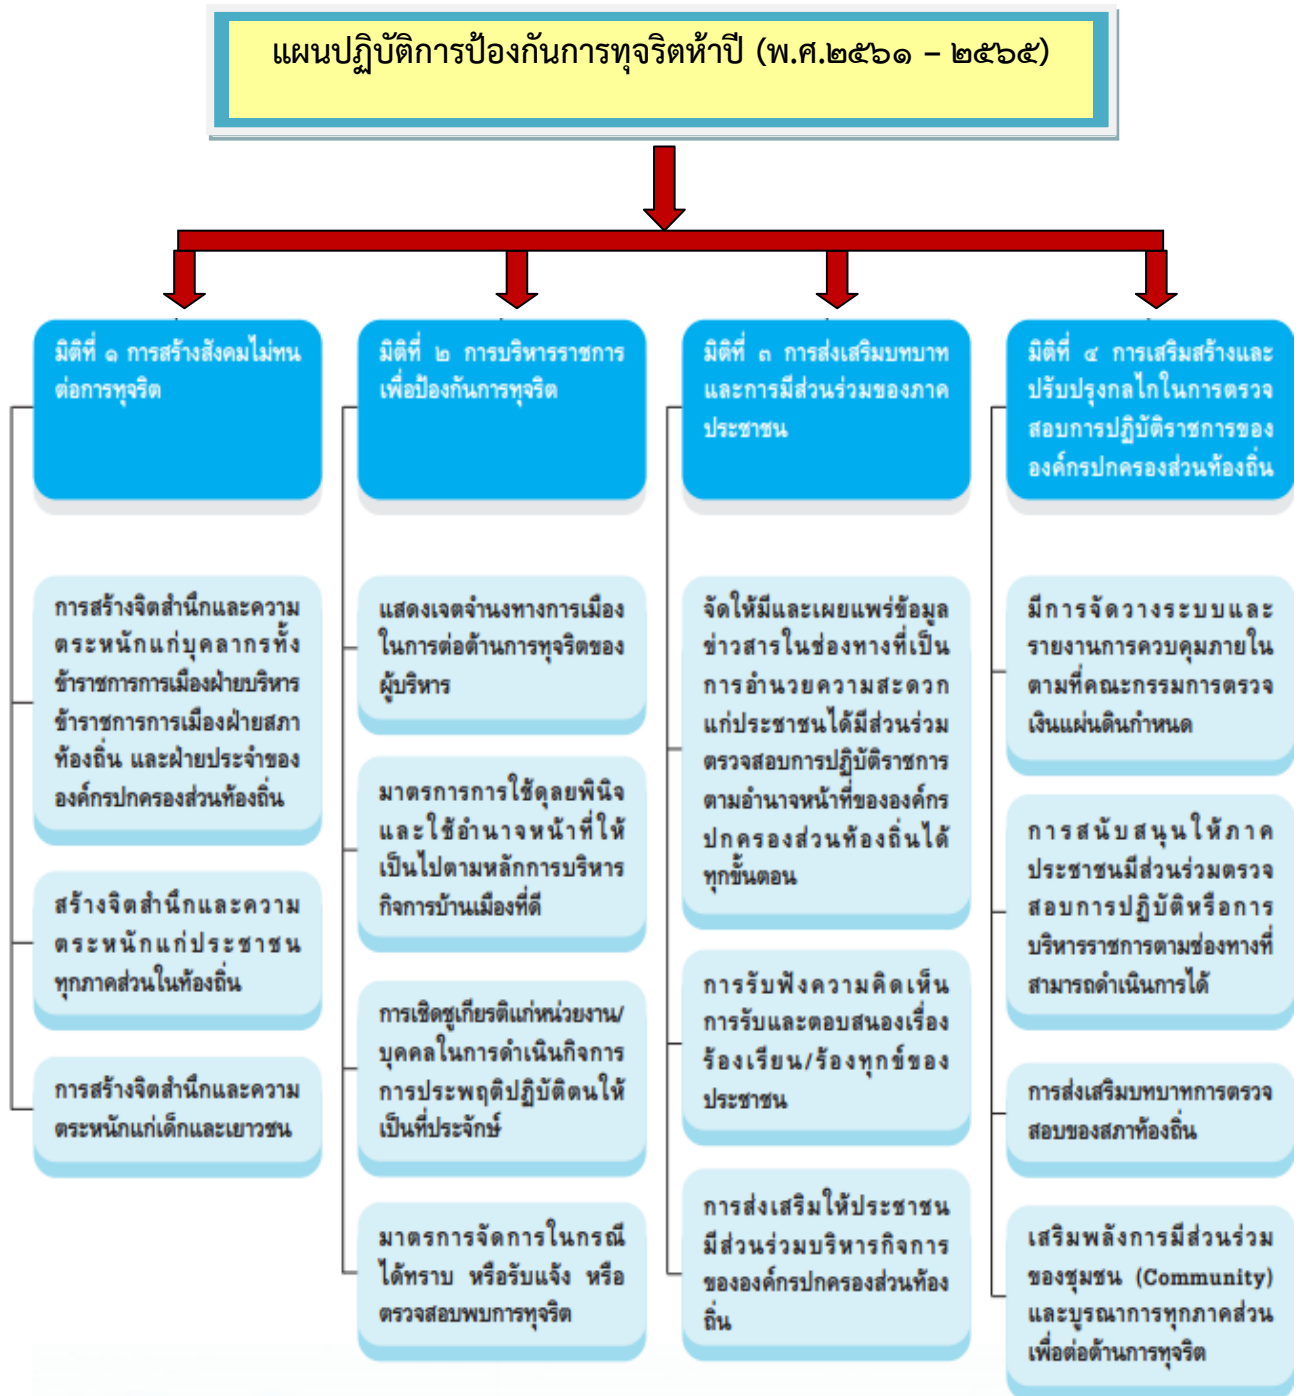 แผนปฏิบัติการป้องกันการทุจริตห้าปี (พ.ศ.๒๕๖๑ – ๒๕๖๕)
มิติที่ ๑ การสร้างสังคมไม่ทน
ต่อการทุจริต
การสร้างจิตสำนึกและความ
ตระหนักแก่บุคลากรทั้ง
ข้าราชการการเมืองฝ่ายบริหาร
ข้าราชการการเมืองฝ่ายสภา
ท้องถิ่น และฝ่ายประจำของ
องค์กรปกครองส่วนท้องถิ่น
สร้างจิตสำนึกและความ
ตระหนักแก่ประชาชน
ทุกภาคส่วนในท้องถิ่น
การสร้างจิตสำนึกและความ
ตระหนักแก่เด็กและเยาวชน
มิติที่ ๒ การบริหารราชการ
เพื่อป้องกันการทุจริต
แสดงเจตจำนงทางการเมือง
ในการต่อต้านการทุจริตของ
ผู้บริหาร
มาตรการการใช้ดุลยพินิจ
และใช้อำนาจหน้าที่ให้
เป็นไปตามหลักการบริหาร
กิจการบ้านเมืองที่ดี
การเชิดชูเกียรติแก่หน่วยงาน/
บุคคลในการดำเนินกิจการ
การประพฤติปฏิบัติตนให้
เป็นที่ประจักษ์
มาตรการจัดการในกรณี
ได้ทราบ หรือรับแจ้ง หรือ
ตรวจสอบพบการทุจริต
มิติที่ ๓ การส่งเสริมบทบาท
และการมีส่วนร่วมของภาค
ประชาชน
จัดให้มีและเผยแพร่ข้อมูล
ข่าวสารในช่องทางที่เป็น
การอำนวยความสะดวก
แก่ประชาชนได้มีส่วนร่วม
ตรวจสอบการปฏิบัติราชการ
ตามอำนาจหน้าที่ขององค์กร
ปกครองส่วนท้องถิ่นได้
ทุกขั้นตอน
การรับฟังความคิดเห็น
การรับและตอบสนองเรื่อง
ร้องเรียน/ร้องทุกข์ของ
ประชาชน
การส่งเสริมให้ประชาชน
มีส่วนร่วมบริหารกิจการ
ขององค์กรปกครองส่วนท้อง
ถิ่น
มิติที่ ๔ การเสริมสร้างและ
ปรับปรุงกลไกในการตรวจ
สอบการปฏิบัติราชการของ
องค์กรปกครองส่วนท้องถิ่น
มีการจัดวางระบบและ
รายงานการควบคุมภายใน
ตามที่คณะกรรมการตรวจ
เงินแผ่นดินกำหนด
การสนับสนุนให้ภาค
ประชาชนมีส่วนร่วมตรวจ
สอบการปฏิบัติหรือการ
บริหารราชการตามช่องทางที่
สามารถดำเนินการได้
การส่งเสริมบทบาทการตรวจ
สอบของสภาท้องถิ่น
เสริมพลังการมีส่วนร่วม
ของชุมชน (Community)
และบูรณาการทุกภาคส่วน
เพื่อต่อต้านการทุจริต